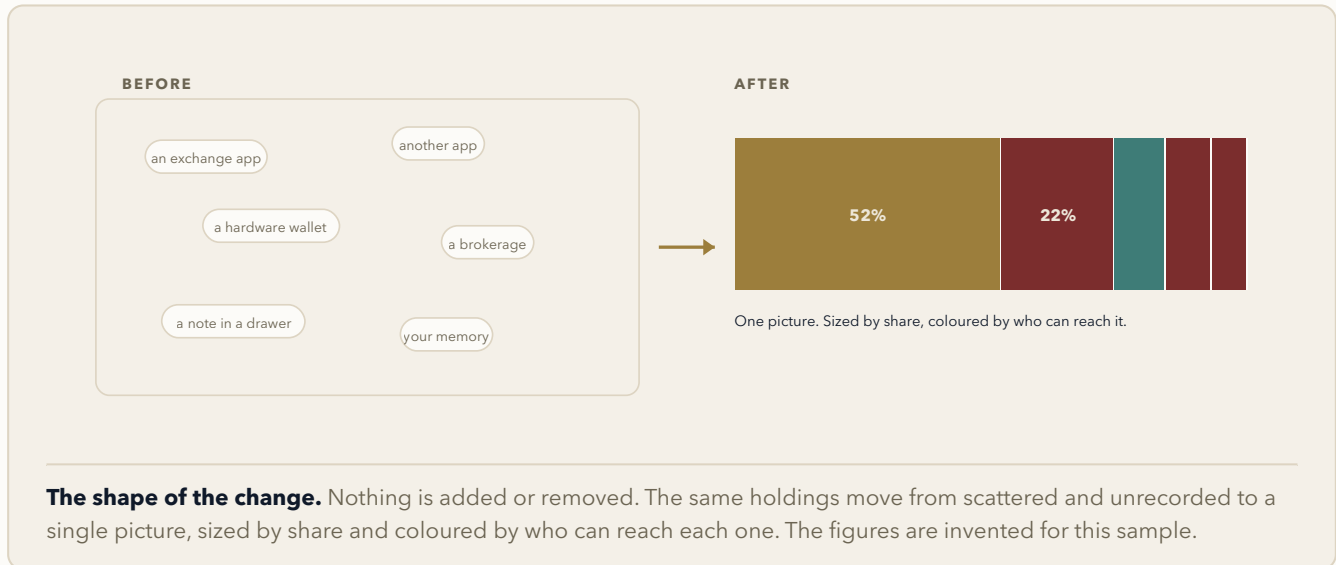 BEFORE
an exchange app
another app
a hardware wallet
a brokerage
a note in a drawer
your memory
AFTER
52%
22%
One picture. Sized by share, coloured by who can reach it.
The shape of the change. Nothing is added or removed. The same holdings move from scattered and unrecorded to a
single picture, sized by share and coloured by who can reach each one. The figures are invented for this sample.